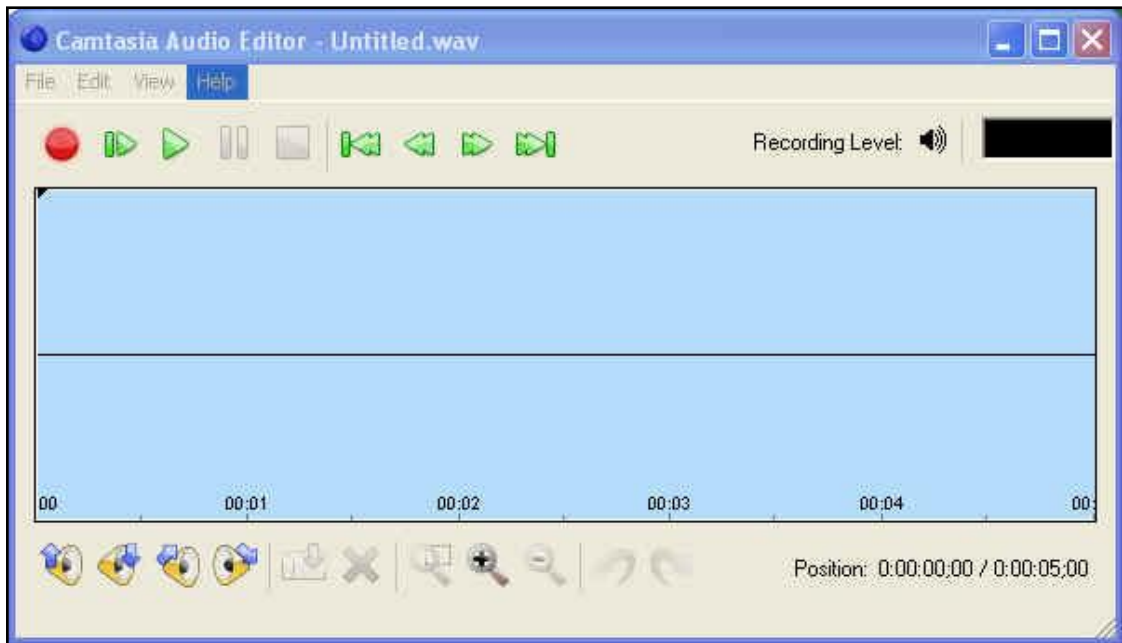 Camtasia Audio Editor - Untitled.wav
File Edit View Help
Recording Level:
00 00:01 00:02 00:03 00:04 00:
Position: 0:00:00;00 / 0:00:05;00